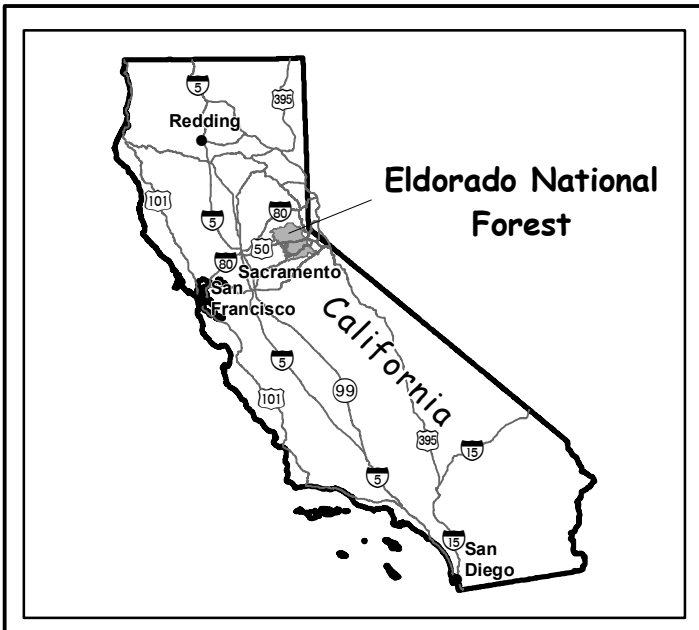 5
395
Redding
Eldorado National
Forest
101
5
80
50
80
Sacramento
San
Francisco
California
5
101
99
395
15
5
15
San
Diego